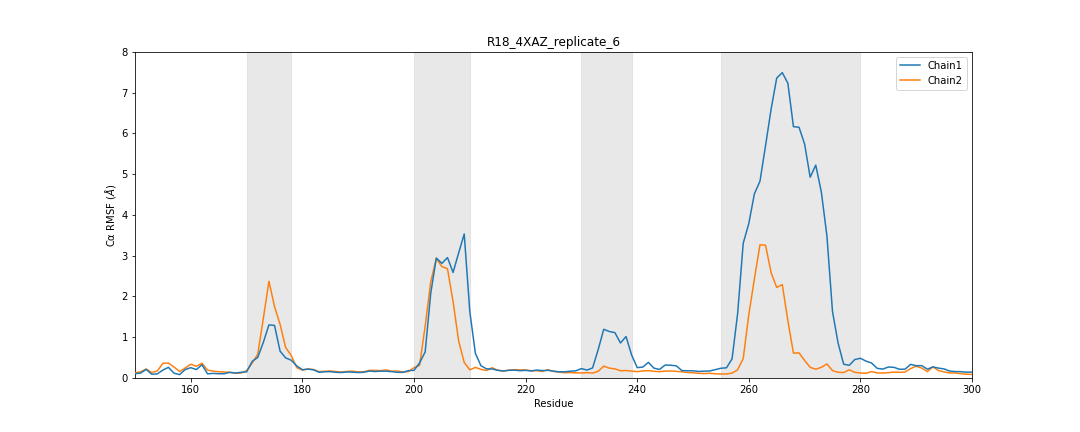 R18_4XAZ_replicate_6
8
7
6
5
4
3
2
1
0
Cα RMSF (Å)
Chain1
Chain2
160 180 200 220 240 260 280 300
Residue